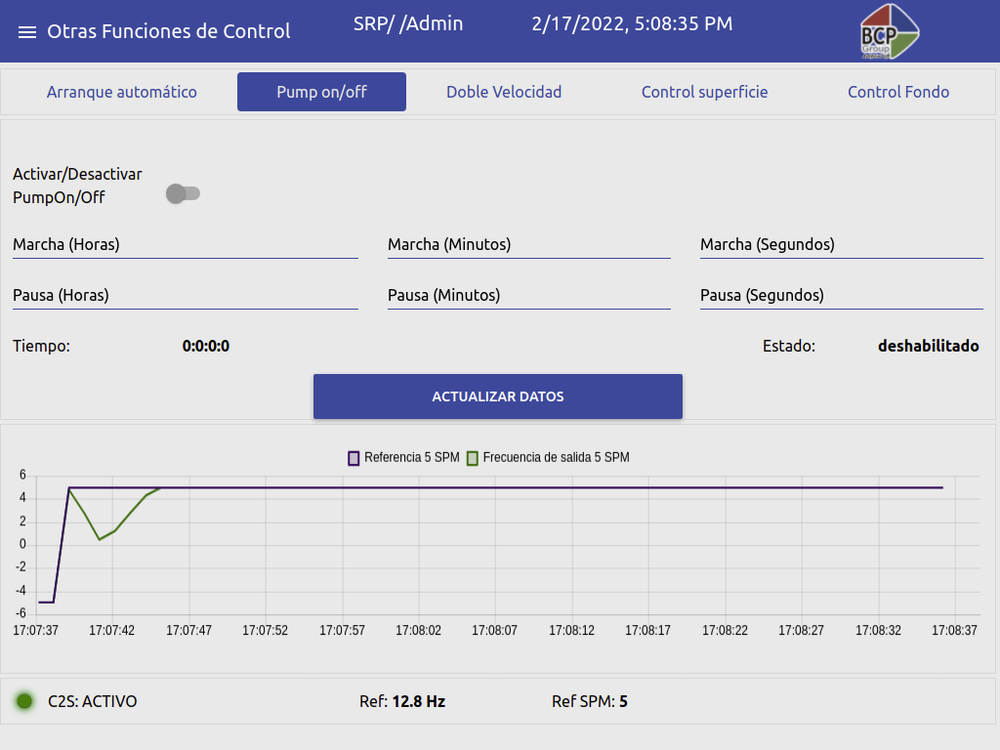 Otras Funciones de Control
SRP/ /Admin
2/17/2022, 5:08:35 PM
BCP
Group
Arranque automático
Pump on/off
Doble Velocidad
Control superficie
Control Fondo
Activar/Desactivar
PumpOn/Off
Marcha (Horas)
Marcha (Minutos)
Marcha (Segundos)
Pausa (Horas)
Pausa (Minutos)
Pausa (Segundos)
Tiempo:
0:0:0:0
Estado:
deshabilitado
ACTUALIZAR DATOS
Referencia 5 SPM
Frecuencia de salida 5 SPM
6
4
2
0
-2
-4
-6
17:07:37
17:07:42
17:07:47
17:07:52
17:07:57
17:08:02
17:08:07
17:08:12
17:08:17
17:08:22
17:08:27
17:08:32
17:08:37
C2S: ACTIVO
Ref: 12.8 Hz
Ref SPM: 5